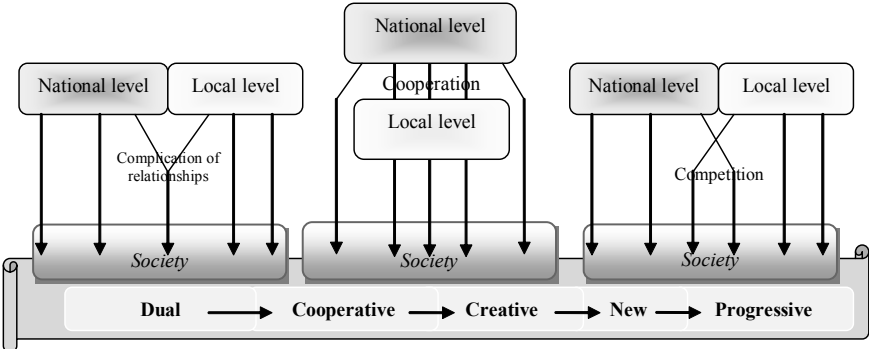 National level
Cooperation
Local level
National level
Local level
Complication of
relationships
National level
Local level
Competition
Society
Society
Society
Dual
Cooperative
Creative
New
Progressive